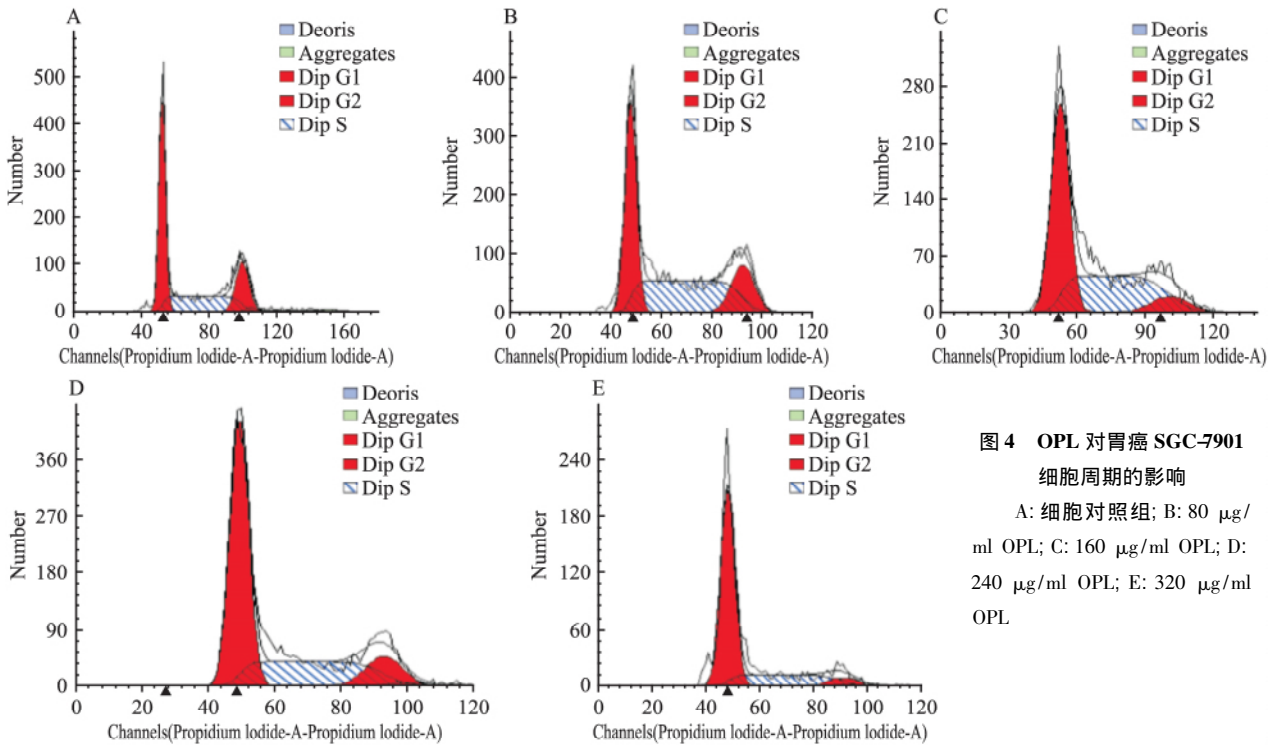 A
Deoris
Aggregates
Dip G1
Dip G2
Dip S
Number
500
400
300
200
100
0
0 40 80 120 160
Channels(Propidium lodide-A-Propidium lodide-A)
B
Deoris
Aggregates
Dip G1
Dip G2
Dip S
Number
400
300
200
100
0
0 20 40 60 80 100 120
Channels(Propidium lodide-A-Propidium lodide-A)
C
Deoris
Aggregates
Dip G1
Dip G2
Dip S
Number
280
210
140
70
0
0 30 60 90 120
Channels(Propidium lodide-A-Propidium lodide-A)
D
Deoris
Aggregates
Dip G1
Dip G2
Dip S
Number
360
270
180
90
0
0 20 40 60 80 100 120
Channels(Propidium lodide-A-Propidium lodide-A)
E
Deoris
Aggregates
Dip G1
Dip G2
Dip S
Number
240
180
120
60
0
0 20 40 60 80 100 120
Channels(Propidium lodide-A-Propidium lodide-A)
图 4 OPL 对胃癌 SGC-7901
细胞周期的影响
A: 细胞对照组; B: 80 μg/
ml OPL; C: 160 μg/ml OPL; D:
240 μg/ml OPL; E: 320 μg/ml
OPL